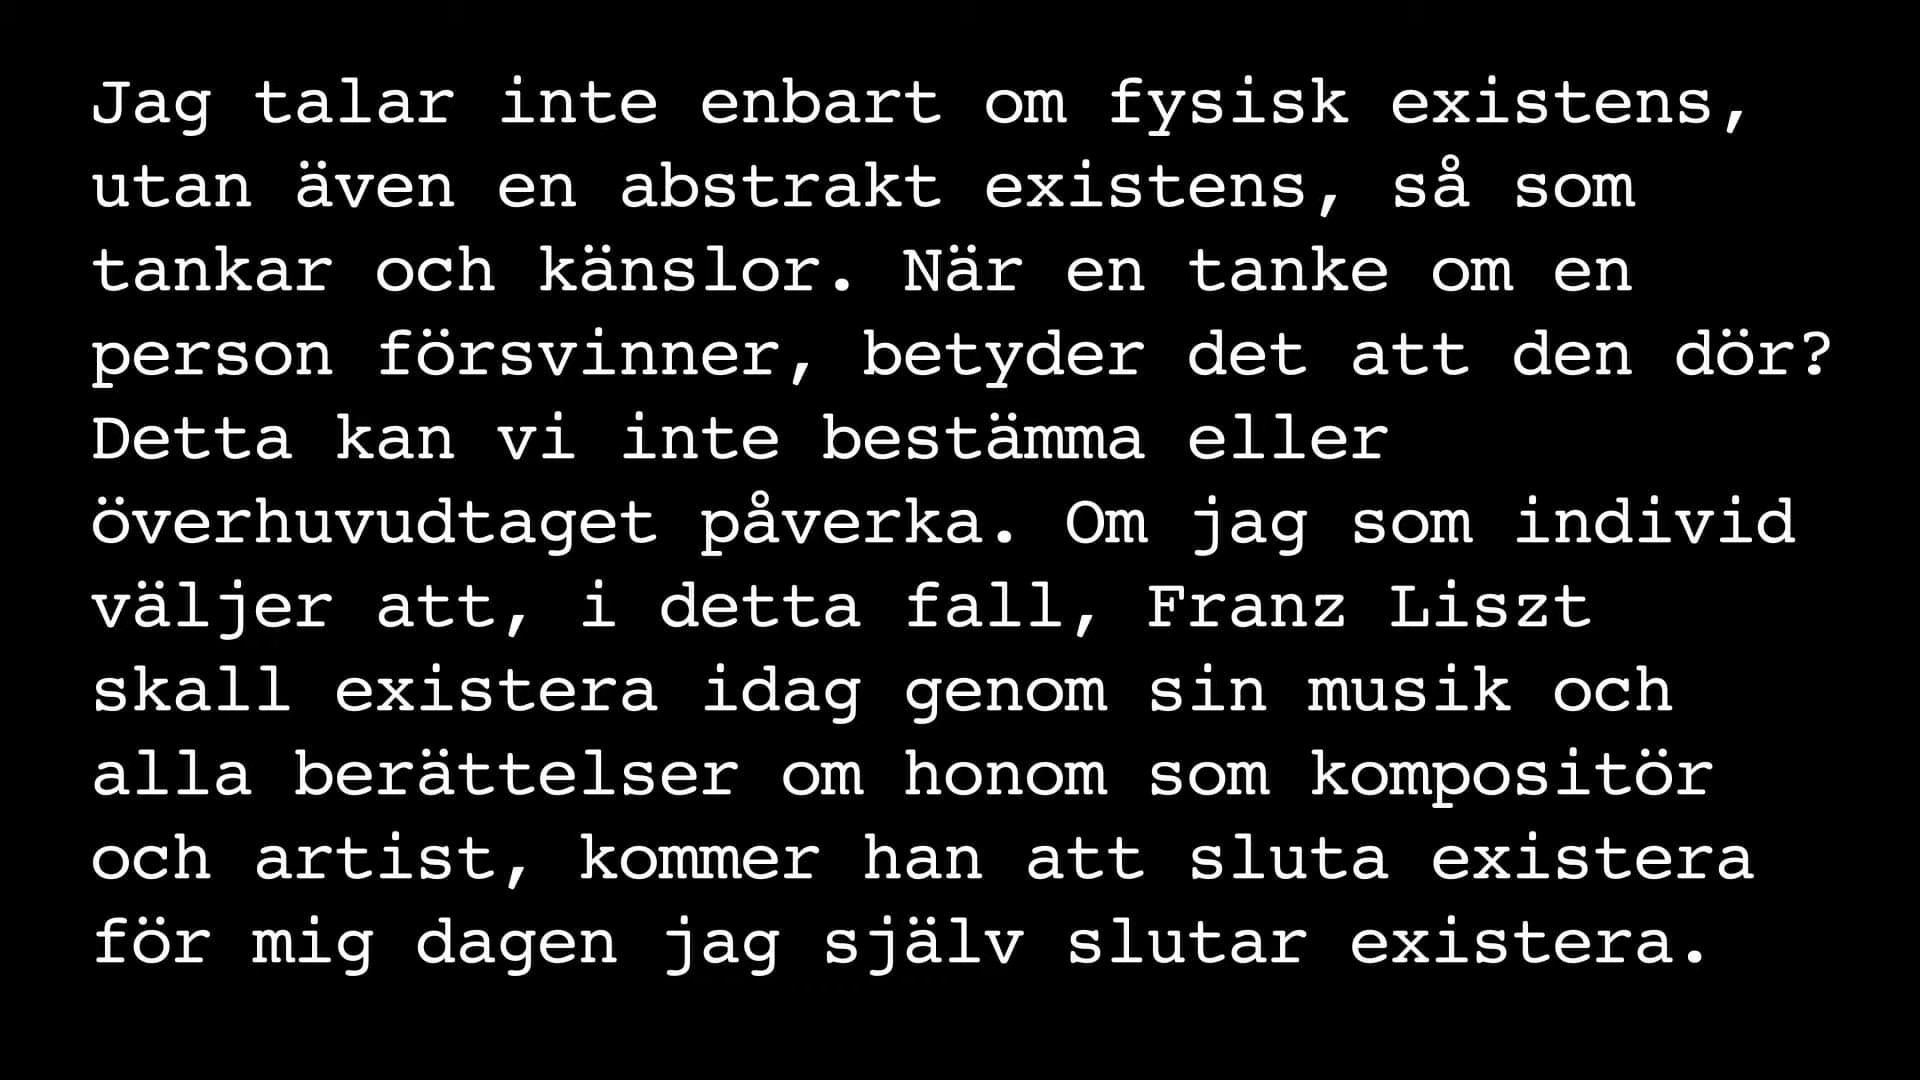 Jag talar inte enbart om fysisk existens,
utan även en abstrakt existens, så som
tankar och känslor. När en tanke om en
person försvinner, betyder det att den dör?
Detta kan vi inte bestämma eller
överhuvudtaget påverka. Om jag som individ
väljer att, i detta fall, Franz Liszt
skall existera idag genom sin musik och
alla berättelser om honom som kompositör
och artist, kommer han att sluta existera
för mig dagen jag själv slutar existera.